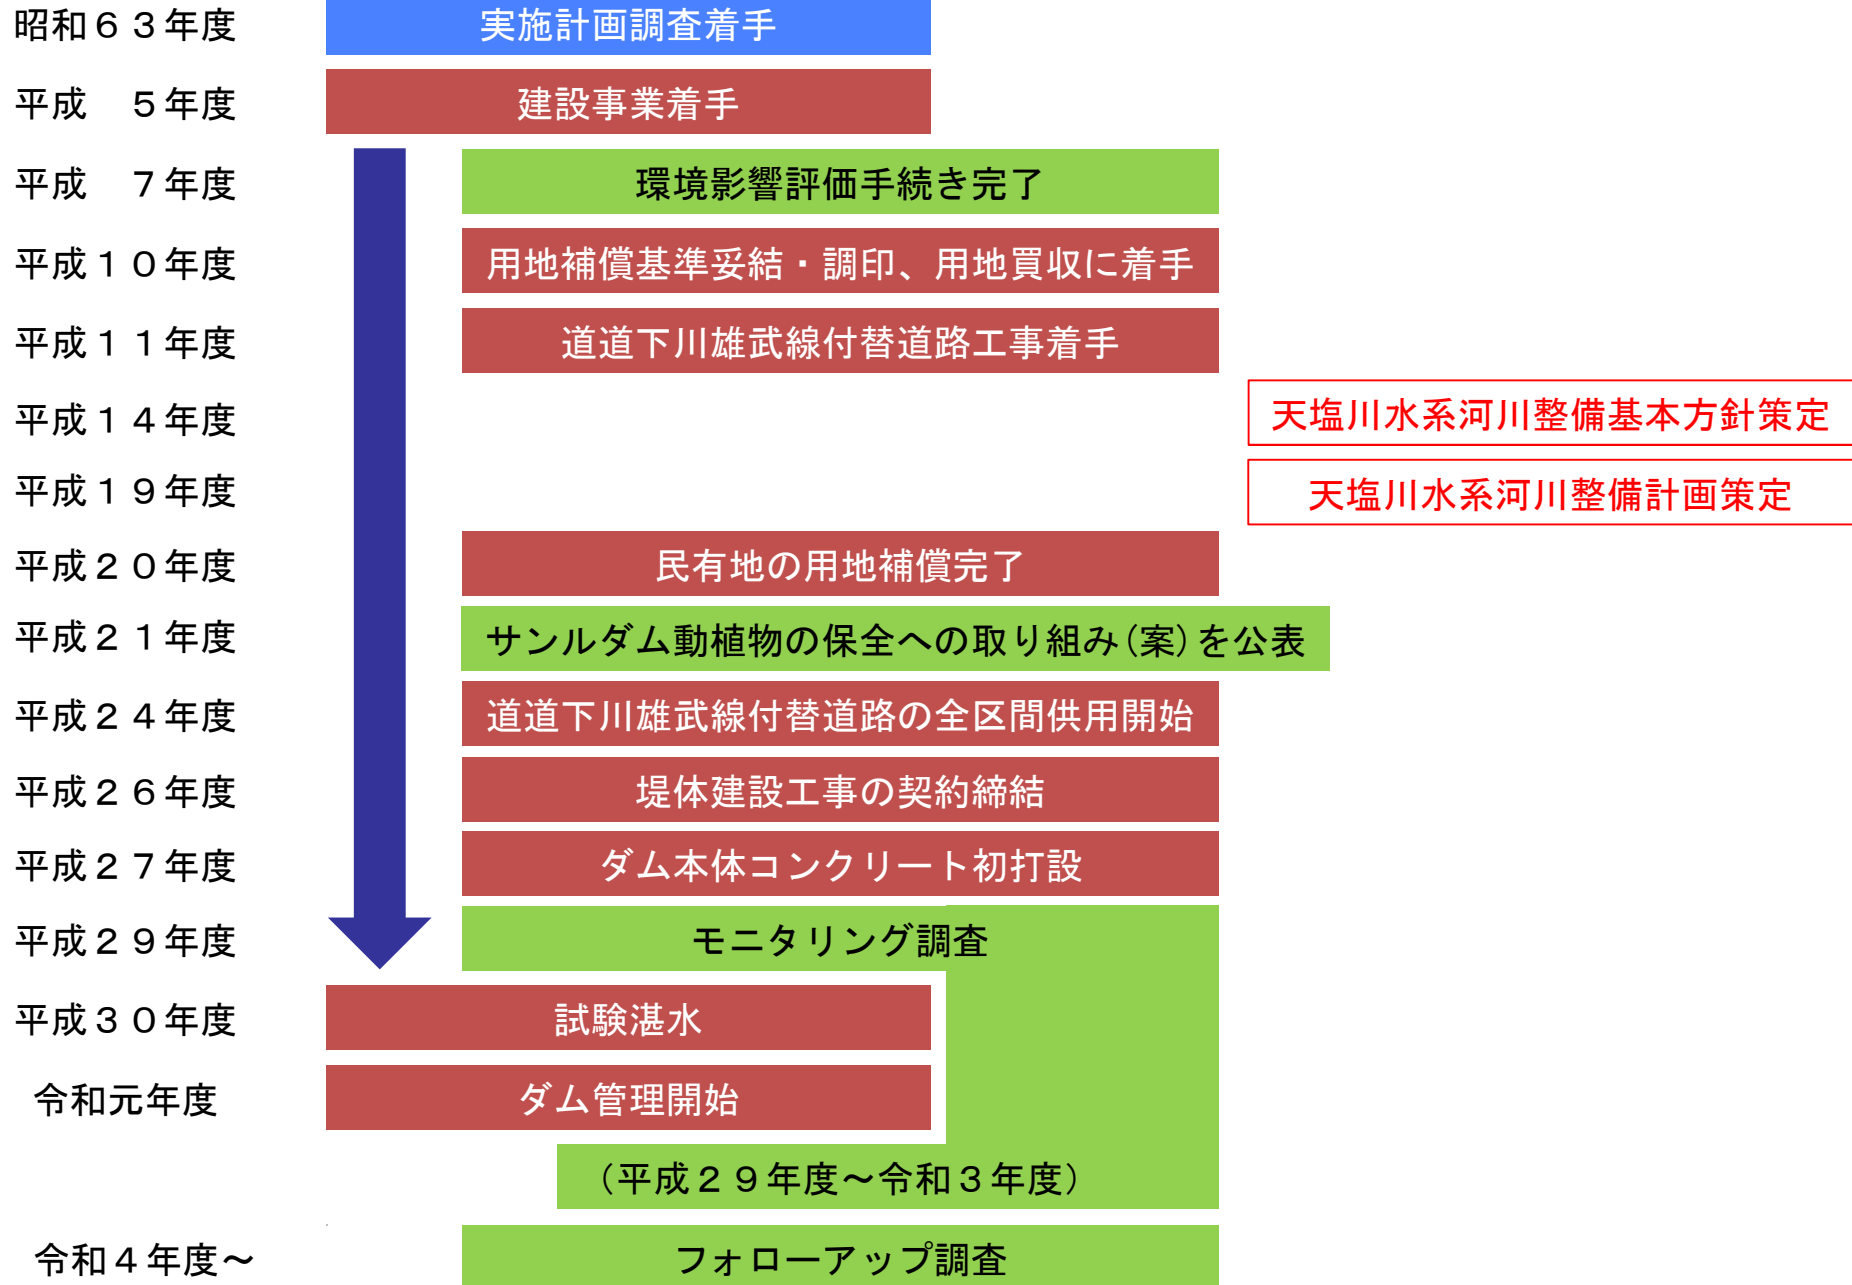 昭和６３年度 実施計画調査着手
平成　５年度 建設事業着手
平成　７年度 環境影響評価手続き完了
平成１０年度 用地補償基準妥結・調印、用地買収に着手
平成１１年度 道道下川雄武線付替道路工事着手
平成１４年度 天塩川水系河川整備基本方針策定
平成１９年度 天塩川水系河川整備計画策定
平成２０年度 民有地の用地補償完了
平成２１年度 サンルダム動植物の保全への取り組み(案)を公表
平成２４年度 道道下川雄武線付替道路の全区間供用開始
平成２６年度 堤体建設工事の契約締結
平成２７年度 ダム本体コンクリート初打設
平成２９年度 モニタリング調査
平成３０年度 試験湛水
令和元年度 ダム管理開始
（平成２９年度～令和３年度）
令和４年度～ フォローアップ調査